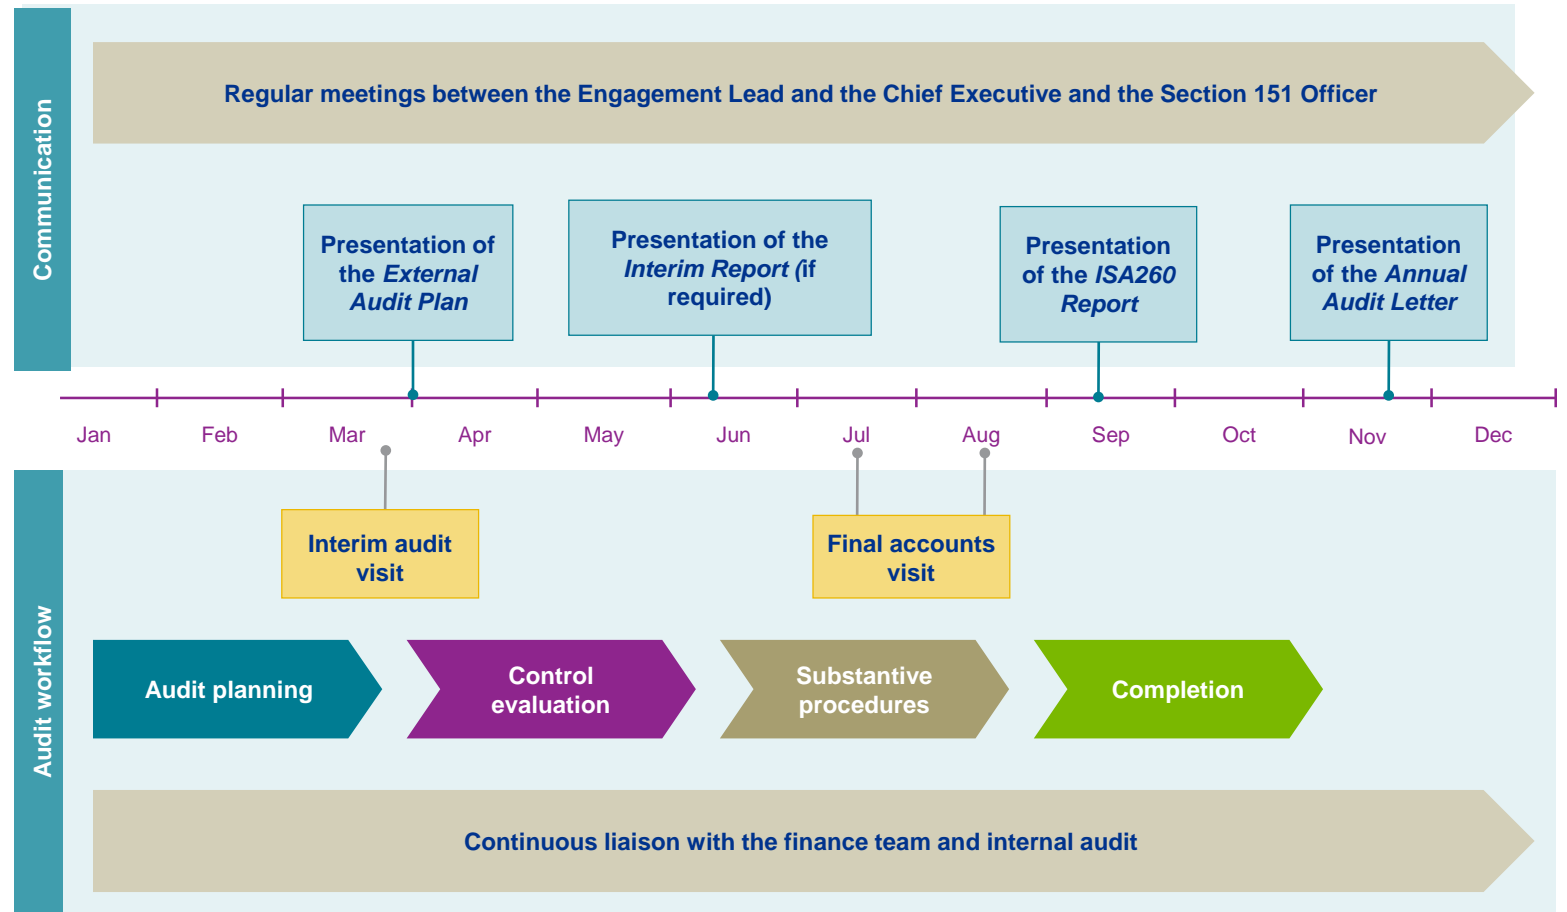 Communication
Regular meetings between the Engagement Lead and the Chief Executive and the Section 151 Officer
Presentation of
the External
Audit Plan
Presentation of the
Interim Report (if
required)
Presentation
of the ISA260
Report
Presentation
of the Annual
Audit Letter
Jan Feb Mar Apr May Jun Jul Aug Sep Oct Nov Dec
Audit workflow
Interim audit
visit
Final accounts
visit
Audit planning
Control
evaluation
Substantive
procedures
Completion
Continuous liaison with the finance team and internal audit